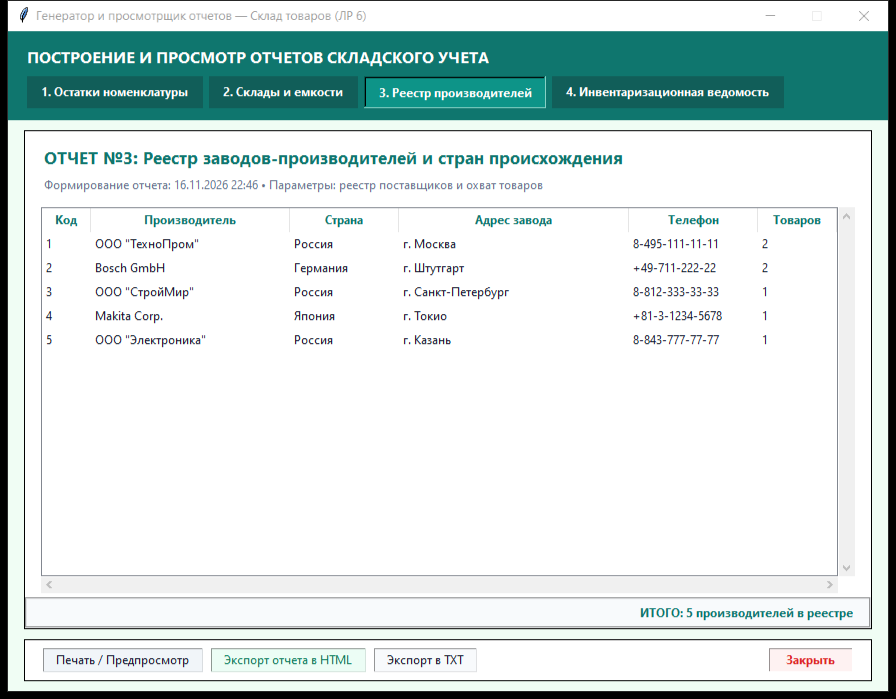 Генератор и просмотрщик отчетов — Склад товаров (ЛР 6)
ПОСТРОЕНИЕ И ПРОСМОТР ОТЧЕТОВ СКЛАДСКОГО УЧЕТА
1. Остатки номенклатуры 2. Склады и емкости 3. Реестр производителей 4. Инвентаризационная ведомость
ОТЧЕТ №3: Реестр заводов-производителей и стран происхождения
Формирование отчета: 16.11.2026 22:46 • Параметры: реестр поставщиков и охват товаров
Код Производитель Страна Адрес завода Телефон Товаров
1 ООО "ТехноПром" Россия г. Москва 8-495-111-11-11 2
2 Bosch GmbH Германия г. Штутгарт +49-711-222-22 2
3 ООО "СтройМир" Россия г. Санкт-Петербург 8-812-333-33-33 1
4 Makita Corp. Япония г. Токио +81-3-1234-5678 1
5 ООО "Электроника" Россия г. Казань 8-843-777-77-77 1
ИТОГО: 5 производителей в реестре
Печать / Предпросмотр Экспорт отчета в HTML Экспорт в TXT Закрыть